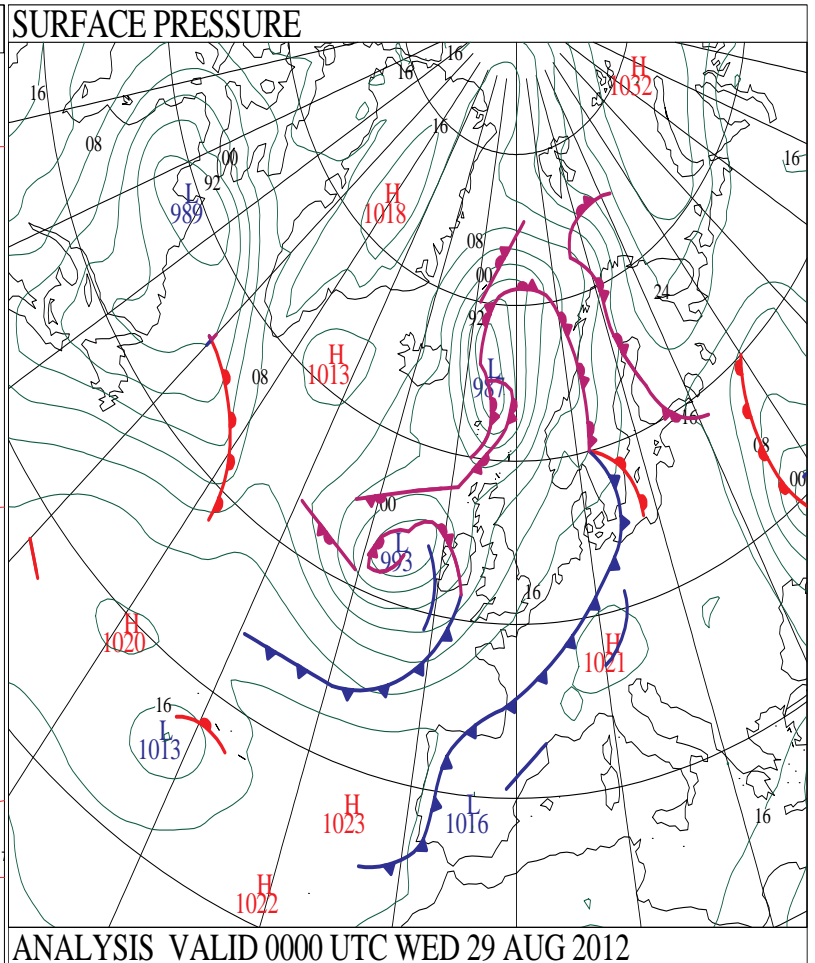 SURFACE PRESSURE
16
16
H
1032
16
08
16
00
16
92
L
989
H
1018
08
00
24
92
H
1013
L
987
08
16
08
00
00
L
993
16
H
1020
H
1021
16
L
1013
H
1023
L
1016
16
H
1022
ANALYSIS VALID 0000 UTC WED 29 AUG 2012